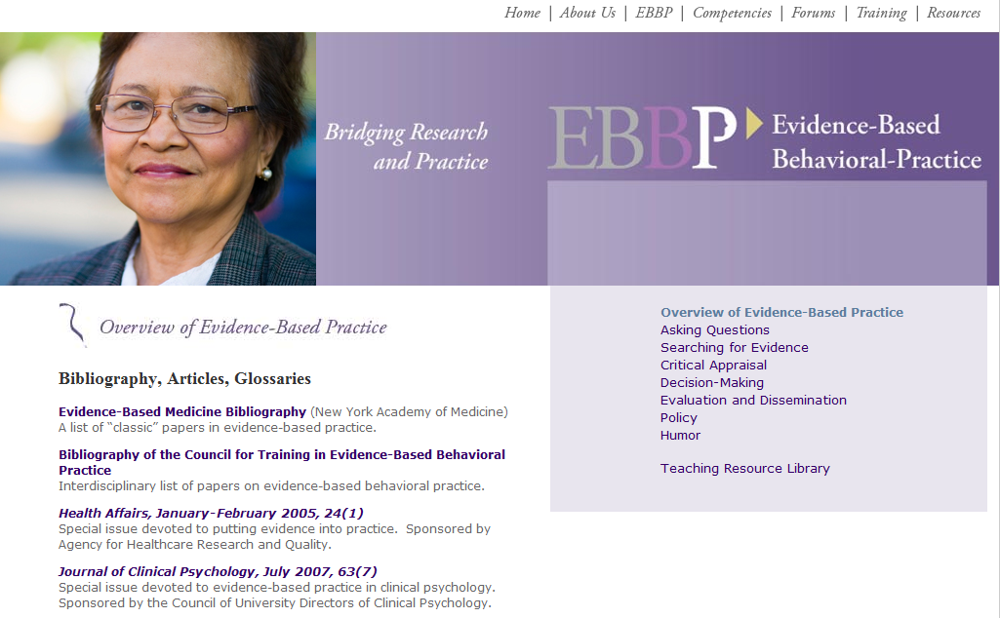 Home | About Us | EBBP | Competencies | Forums | Training | Resources
Bridging Research
and Practice
EBBP
Evidence-Based
Behavioral-Practice
Overview of Evidence-Based Practice
Bibliography, Articles, Glossaries
Evidence-Based Medicine Bibliography (New York Academy of Medicine)
A list of “classic” papers in evidence-based practice.
Bibliography of the Council for Training in Evidence-Based Behavioral
Practice
Interdisciplinary list of papers on evidence-based behavioral practice.
Health Affairs, January-February 2005, 24(1)
Special issue devoted to putting evidence into practice.  Sponsored by
Agency for Healthcare Research and Quality.
Journal of Clinical Psychology, July 2007, 63(7)
Special issue devoted to evidence-based practice in clinical psychology.
Sponsored by the Council of University Directors of Clinical Psychology.
Overview of Evidence-Based Practice
Asking Questions
Searching for Evidence
Critical Appraisal
Decision-Making
Evaluation and Dissemination
Policy
Humor
Teaching Resource Library